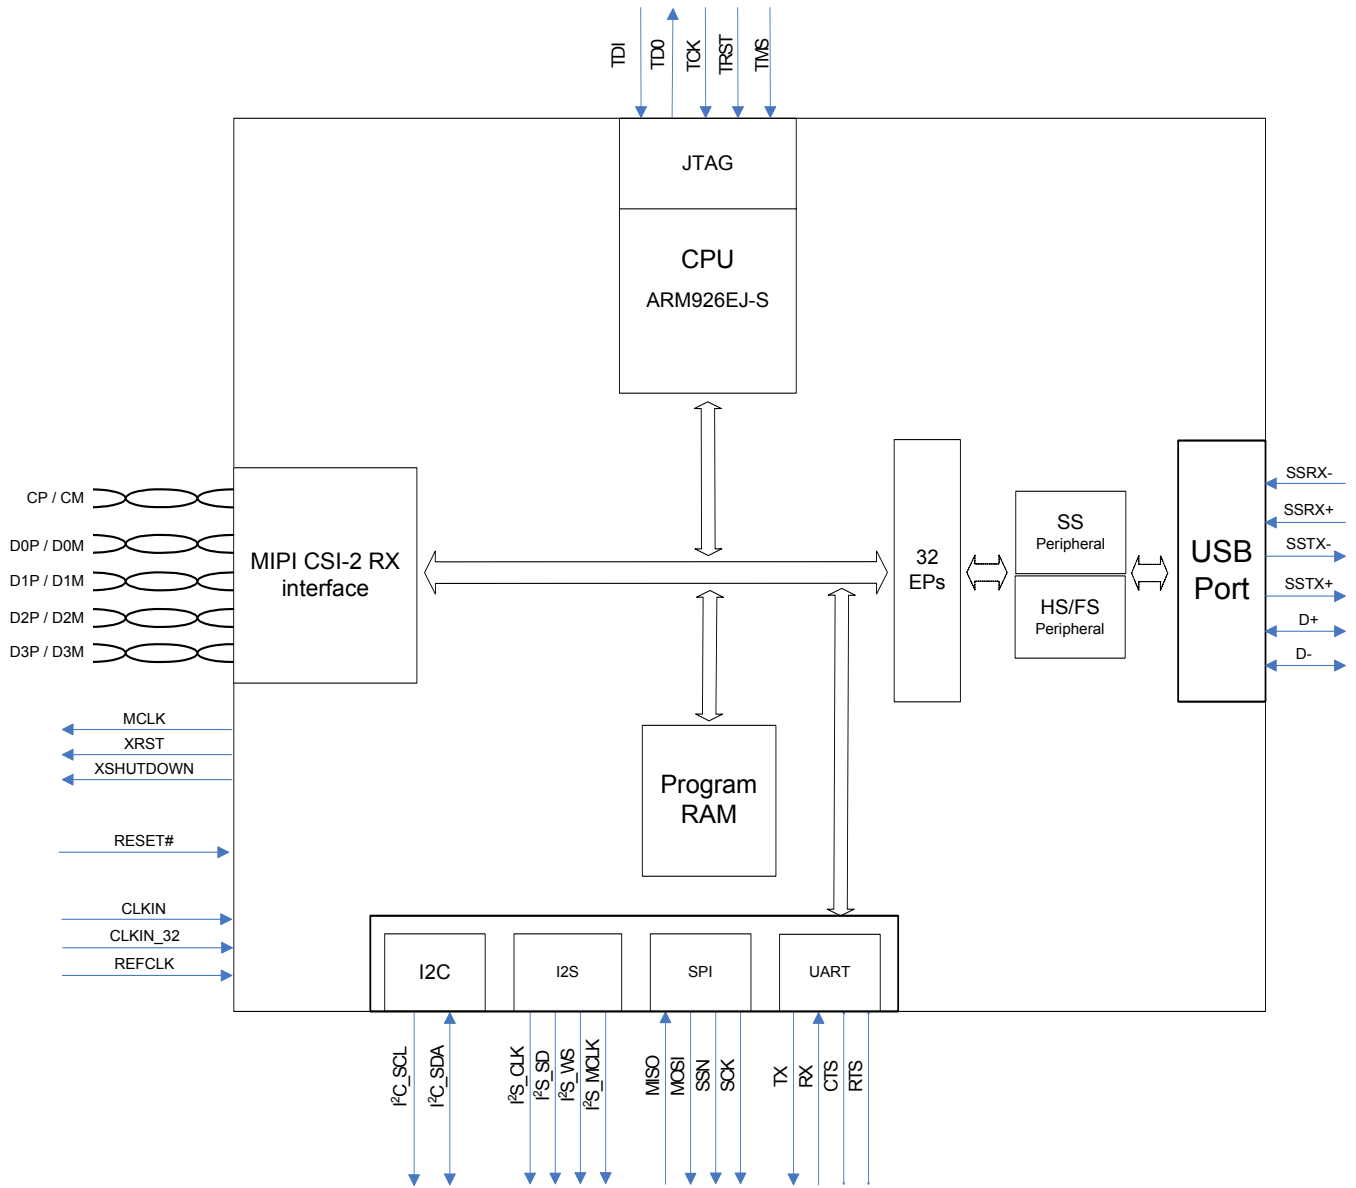 TDI
TD0
TCK
TRST
TMS
JTAG
CPU
ARM926EJ-S
CP / CM
D0P / D0M
D1P / D1M
D2P / D2M
D3P / D3M
MIPI CSI-2 RX
interface
32
EPs
SS
Peripheral
HS/FS
Peripheral
USB
Port
SSRX-
SSRX+
SSTX-
SSTX+
D+
D-
MCLK
XRST
XSHUTDOWN
RESET#
CLKIN
CLKIN_32
REFCLK
Program
RAM
I2C
I2S
SPI
UART
I²C_SCL
I²C_SDA
I²S_CLK
I²S_SD
I²S_WS
I²S_MCLK
MISO
MOSI
SSN
SCK
TX
RX
CTS
RTS